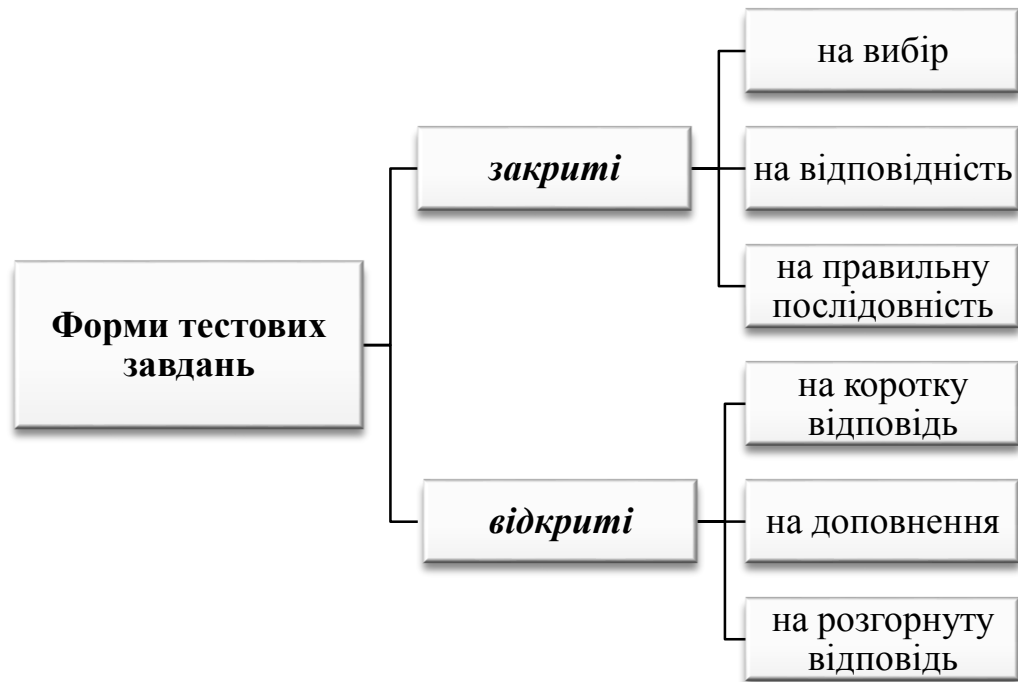 Форми тестових
завдань
закриті
на вибір
на відповідність
на правильну
послідовність
відкриті
на коротку
відповідь
на доповнення
на розгорнуту
відповідь